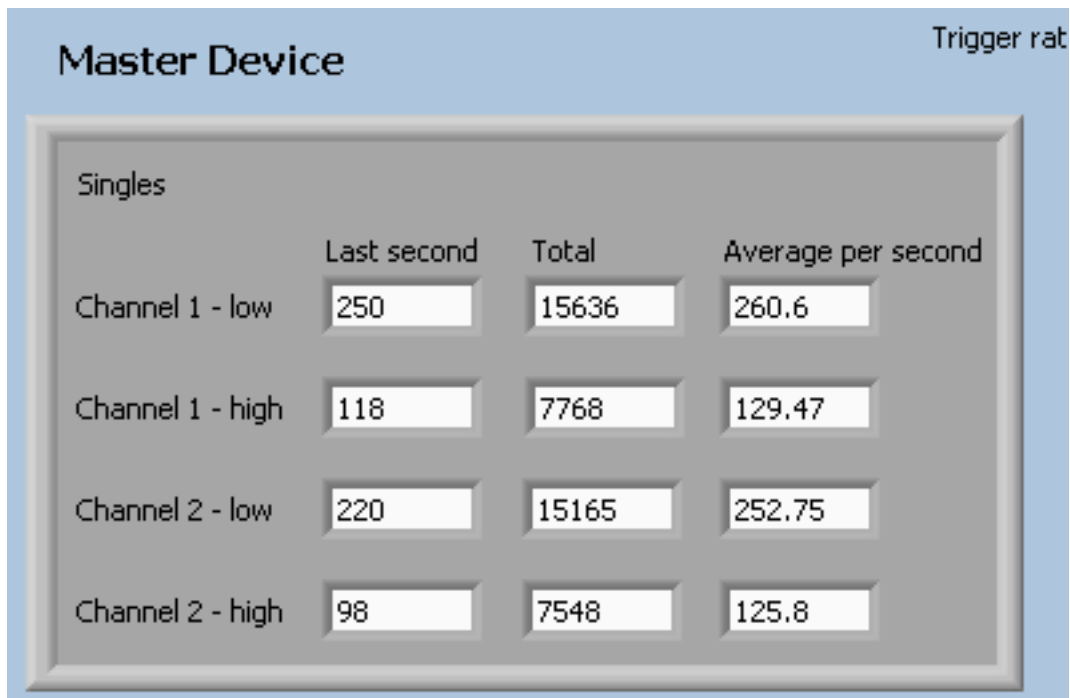 Trigger rat
Master Device
Singles
Last second Total Average per second
Channel 1 - low 250 15636 260.6
Channel 1 - high 118 7768 129.47
Channel 2 - low 220 15165 252.75
Channel 2 - high 98 7548 125.8